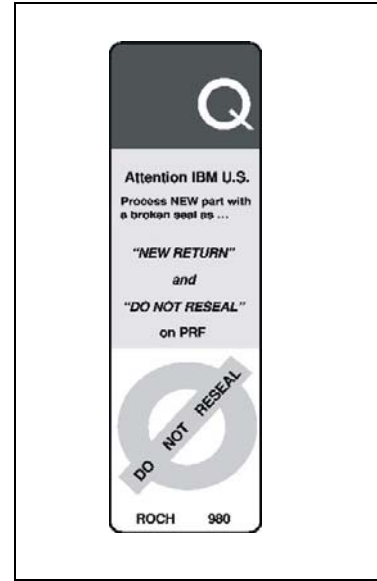 Q
Attention IBM U.S.
Process NEW part with
a broken seal as ...
"NEW RETURN"
and
"DO NOT RESEAL"
on PRF
DO NOT RESEAL
ROCH 980